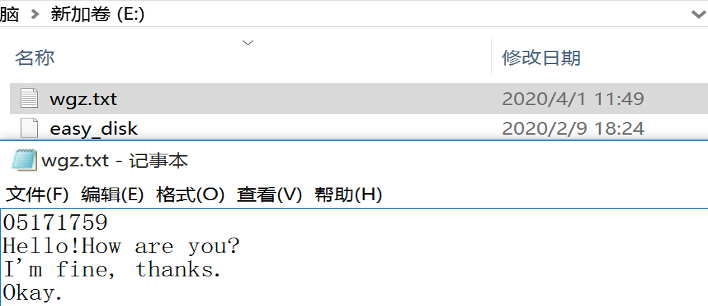 脑 > 新加卷 (E:)
名称 修改日期
wgz.txt 2020/4/1 11:49
easy_disk 2020/2/9 18:24
wgz.txt - 记事本
文件(F) 编辑(E) 格式(O) 查看(V) 帮助(H)
05171759
Hello!How are you?
I'm fine, thanks.
Okay.